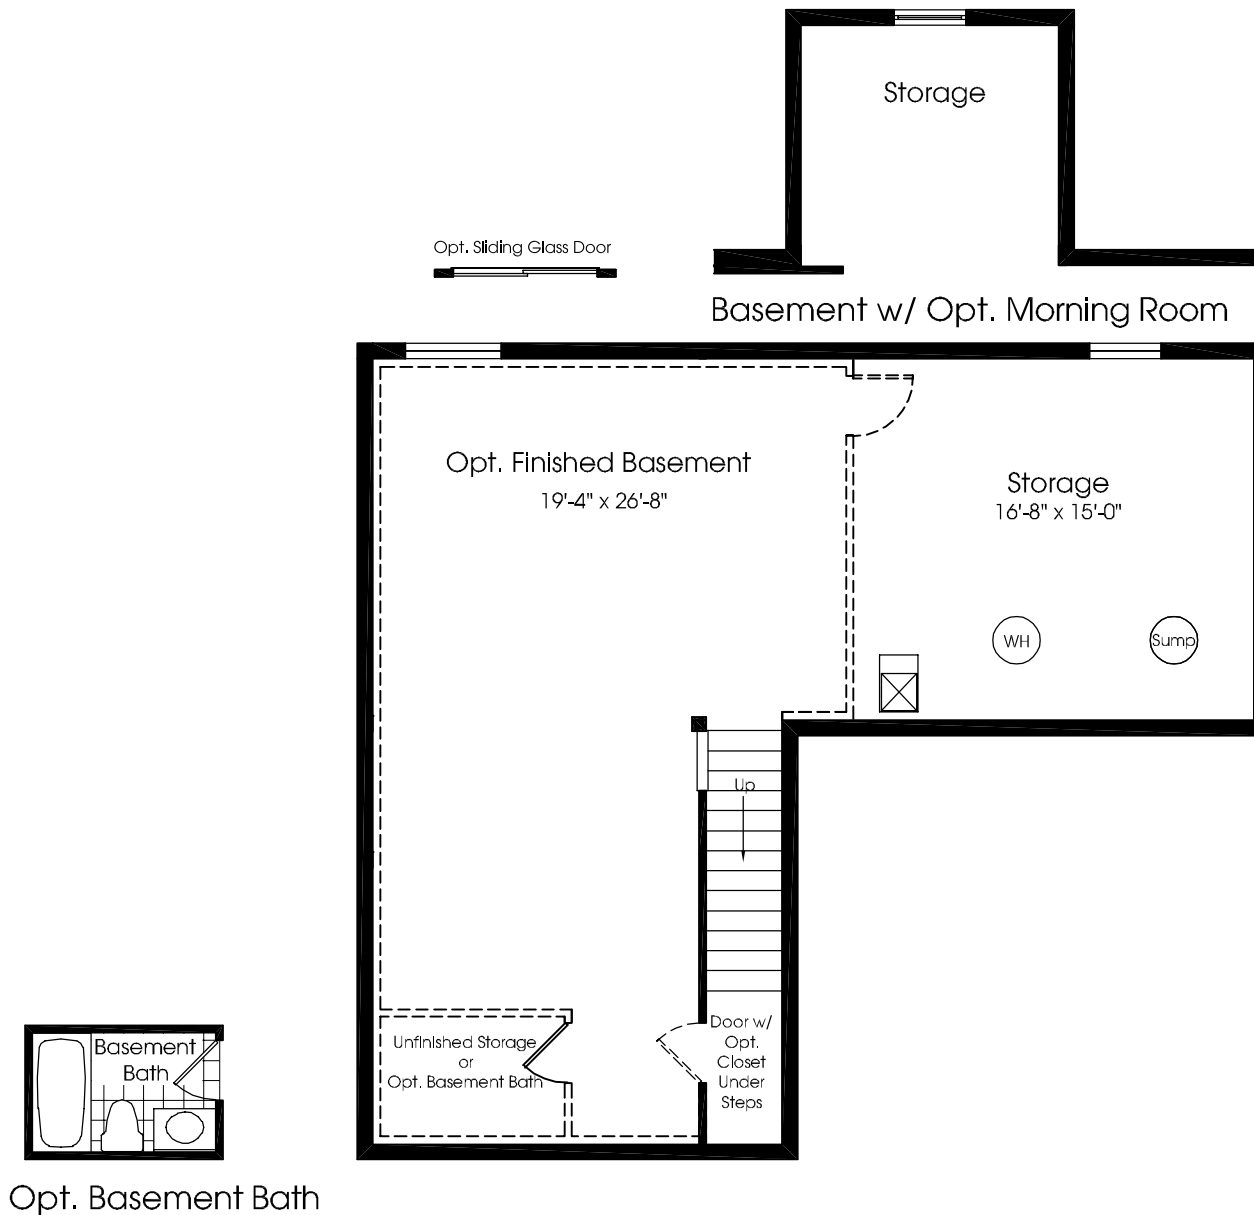 Storage
Opt. Sliding Glass Door
Basement w/ Opt. Morning Room
Opt. Finished Basement
19'-4" x 26'-8"
Storage
16'-8" x 15'-0"
WH
Sump
Up
Unfinished Storage
or
Opt. Basement Bath
Door w/
Opt.
Closet
Under
Steps
Basement
Bath
Opt. Basement Bath